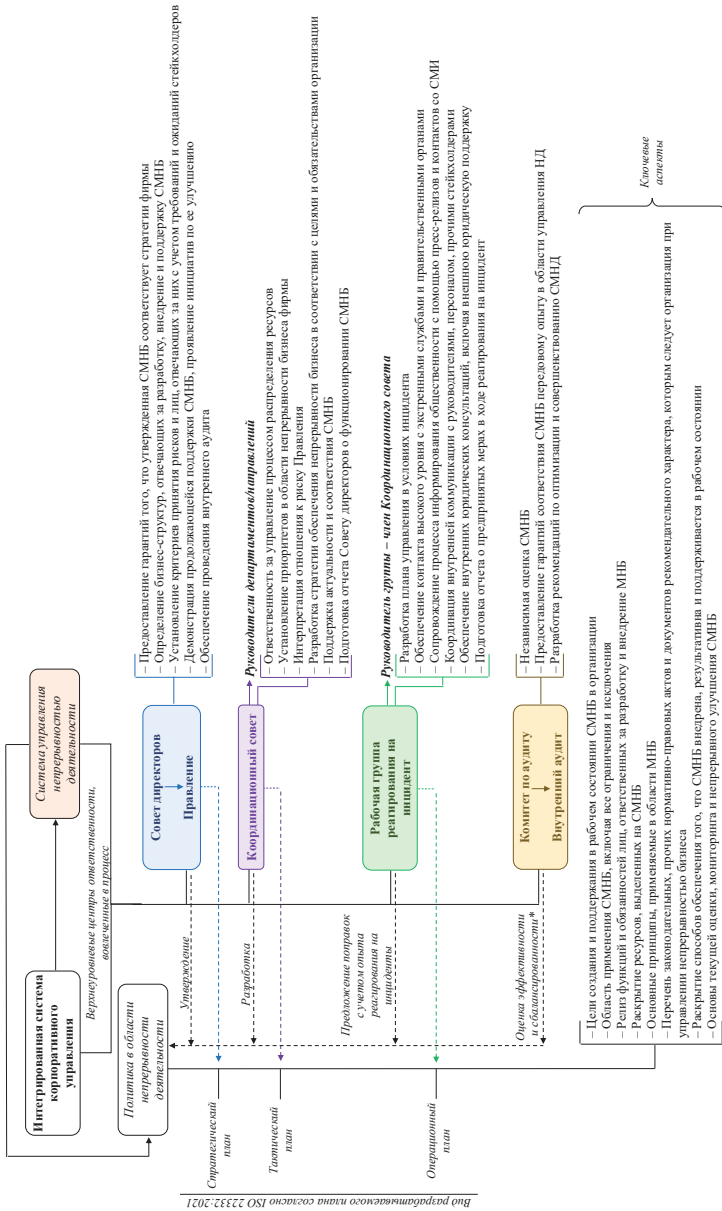 Интегрированная система
корпоративного
управления
Система управления
непрерывностью
деятельности
Верхнеуровневые центры ответственности,
вовлеченные в процесс
Политика в области
непрерывности
деятельности
Вид разрабатываемого плана согласно ISO 22332:2021
Стратегический
план
Тактический
план
Операционный
план
Утверждение
Разработка
Предложение поправок
с учетом опыта
реагирования на
инциденты
Оценка эффективности
и сбалансированности*
Совет директоров
Правление
– Предоставление гарантий того, что утвержденная СМНБ соответствует стратегии фирмы
– Определение бизнес-структур, отвечающих за разработку, внедрение и поддержку СМНБ
– Установление критериев принятия рисков и лиц, отвечающих за них с учетом требований и ожиданий стейкхолдеров
– Демонстрация продолжающейся поддержки СМНБ, проявление инициатив по ее улучшению
– Обеспечение проведения внутреннего аудита
Координационный совет
Руководители департаментов/направлений
– Ответственность за управление процессом распределения ресурсов
– Установление приоритетов в области непрерывности бизнеса фирмы
– Интерпретация отношения к риску Правления
– Разработка стратегии обеспечения непрерывности бизнеса в соответствии с целями и обязательствами организации
– Поддержка актуальности и соответствия СМНБ
– Подготовка отчета Совету директоров о функционировании СМНБ
Рабочая группа
реагирования на
инцидент
Руководитель группы – член Координационного совета
– Разработка плана управления в условиях инцидента
– Обеспечение контакта высокого уровня с экстренными службами и правительственными органами
– Сопровождение процесса информирования общественности с помощью пресс-релизов и контактов со СМИ
– Координация внутренней коммуникации с руководителями, персоналом, прочими стейкхолдерами
– Обеспечение внутренних юридических консультаций, включая внешнюю юридическую поддержку
– Подготовка отчета о предпринятых мерах в ходе реагирования на инцидент
Комитет по аудиту
Внутренний аудит
– Независимая оценка СМНБ
– Предоставление гарантий соответствия СМНБ передовому опыту в области управления НД
– Разработка рекомендаций по оптимизации и совершенствованию СМНД
– Цели создания и поддержания в рабочем состоянии СМНБ в организации
– Область применения СМНБ, включая все ограничения и исключения
– Релиз функций и обязанностей лиц, ответственных за разработку и внедрение МНБ
– Раскрытие ресурсов, выделенных на СМНБ
– Основные принципы, применяемые в области МНБ
– Перечень законодательных, прочих нормативно-правовых актов и документов рекомендательного характера, которым следует организация при
управлении непрерывностью бизнеса
– Раскрытие способов обеспечения того, что СМНБ внедрена, результативна и поддерживается в рабочем состоянии
– Основы текущей оценки, мониторинга и непрерывного улучшения СМНБ
Ключевые
аспекты